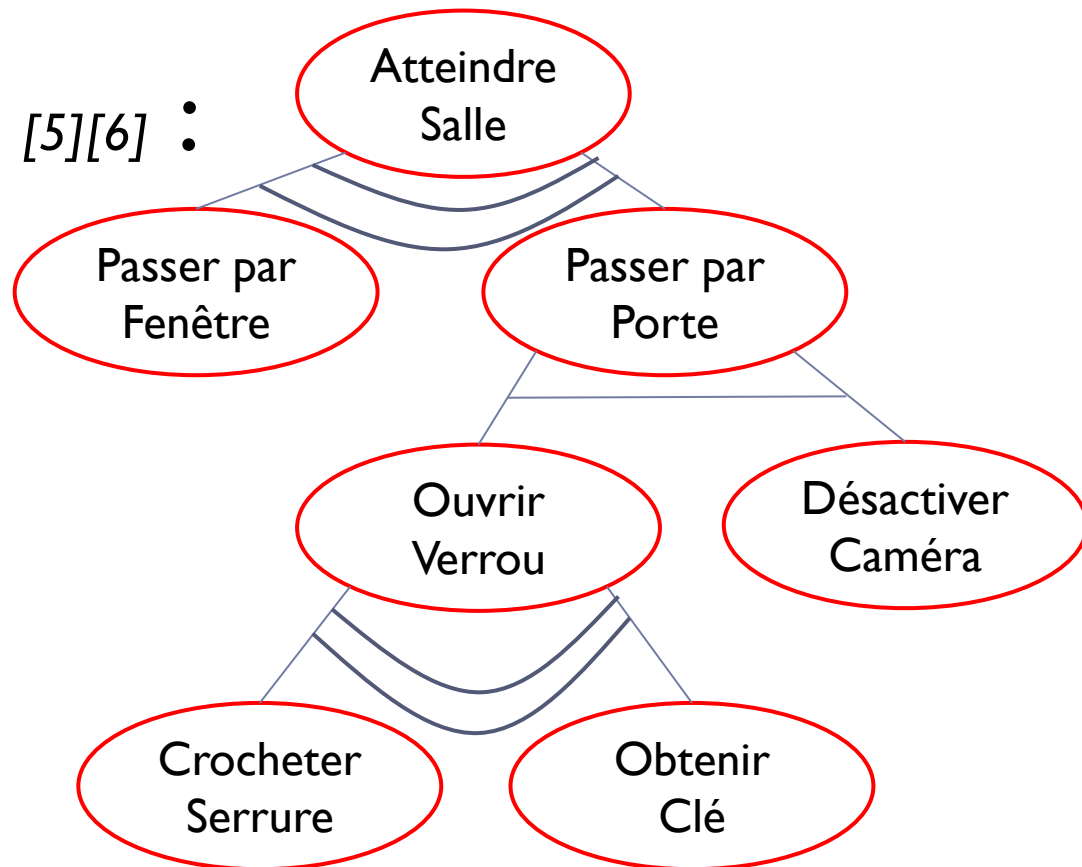 Atteindre
Salle
[5][6] :
Passer par
Fenêtre
Passer par
Porte
Ouvrir
Verrou
Désactiver
Caméra
Crocheter
Serrure
Obtenir
Clé